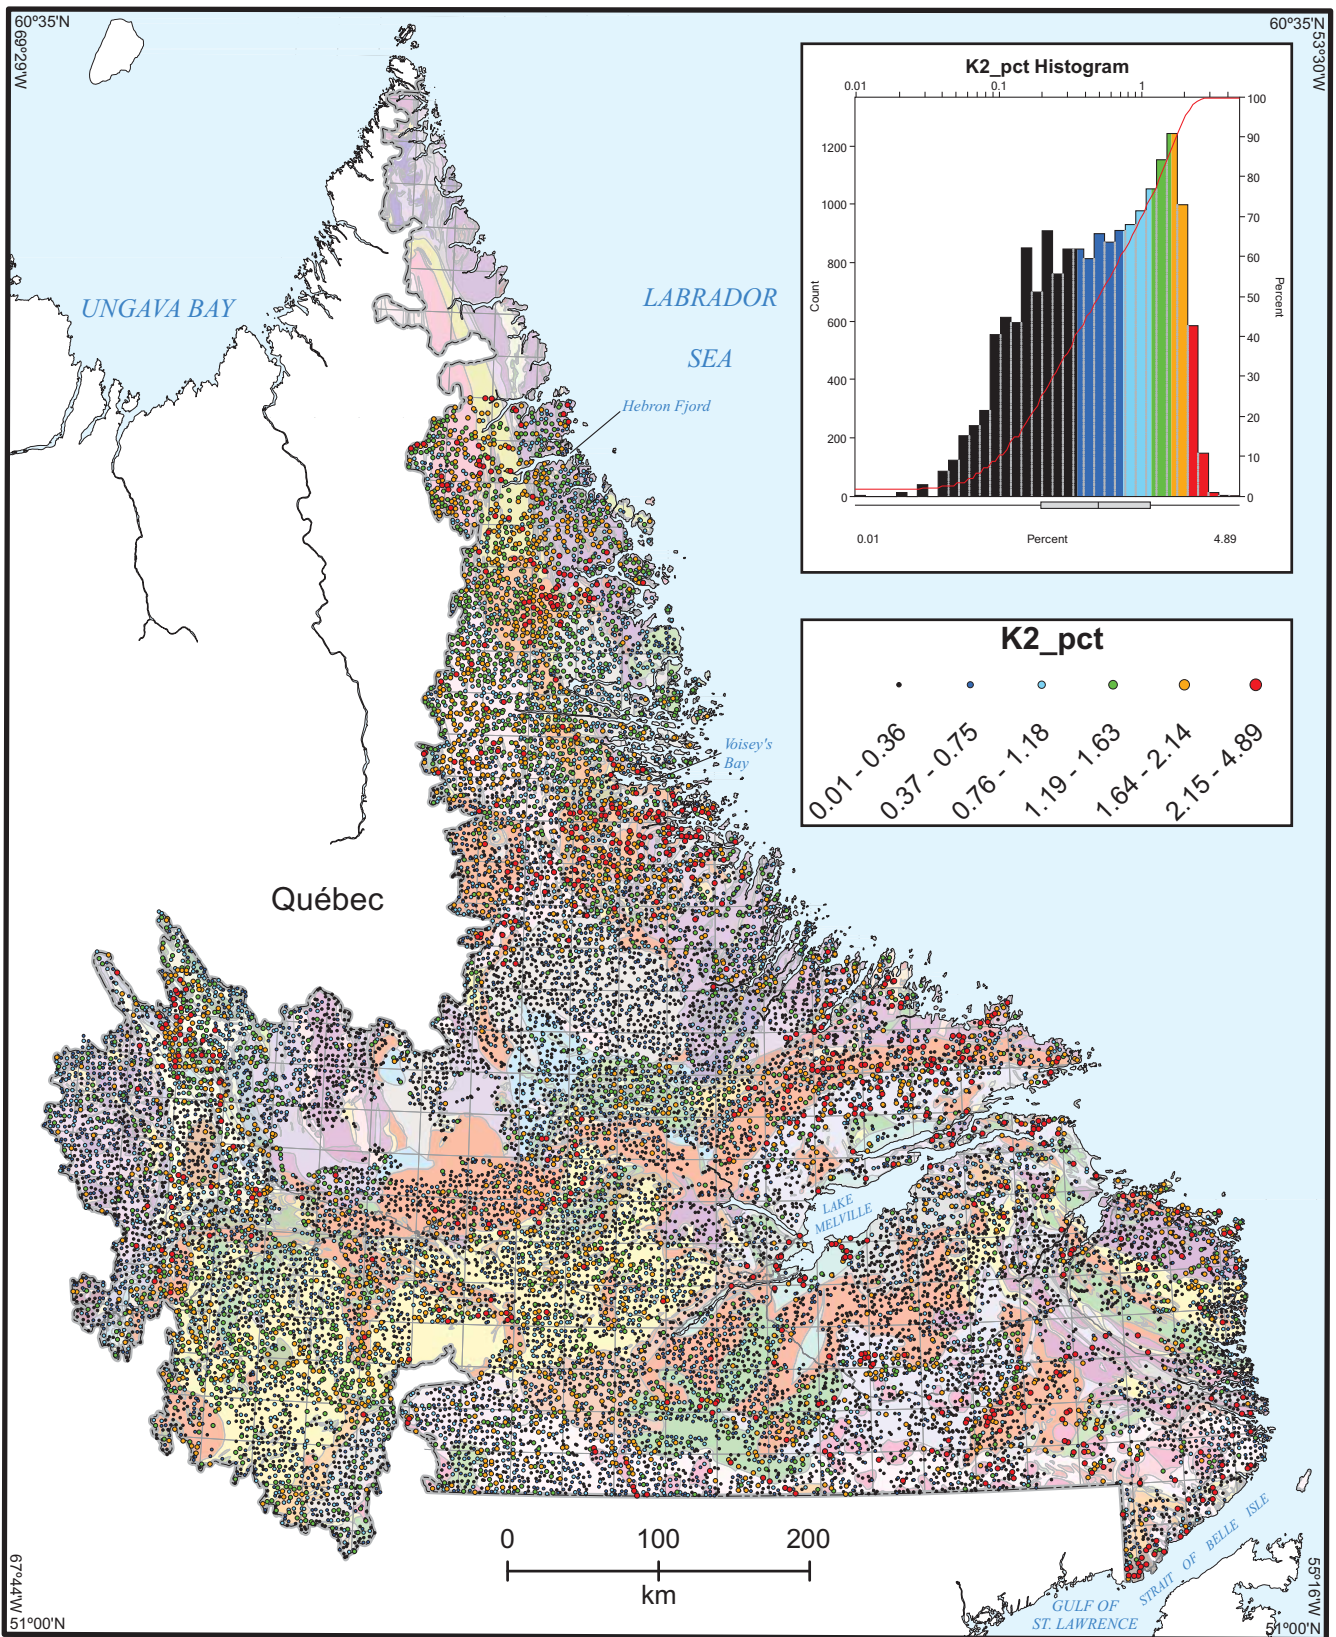 60°35'N
69°29'W
60°35'N
53°30'W
K2_pct Histogram
0.01
0.1
1
100
90
80
70
60
50
40
30
20
10
0
1200
1000
800
600
400
200
0
Count
Percent
0.01
Percent
4.89
UNGAVA BAY
LABRADOR
SEA
Hebron Fjord
K2_pct
0.01 - 0.36
0.37 - 0.75
0.76 - 1.18
1.19 - 1.63
1.64 - 2.14
2.15 - 4.89
Voisey's
Bay
Québec
LAKE
MELVILLE
0
100
200
km
STRAIT OF BELLE ISLE
GULF OF
ST. LAWRENCE
67°44'W
51°00'N
55°16'W
51°00'N